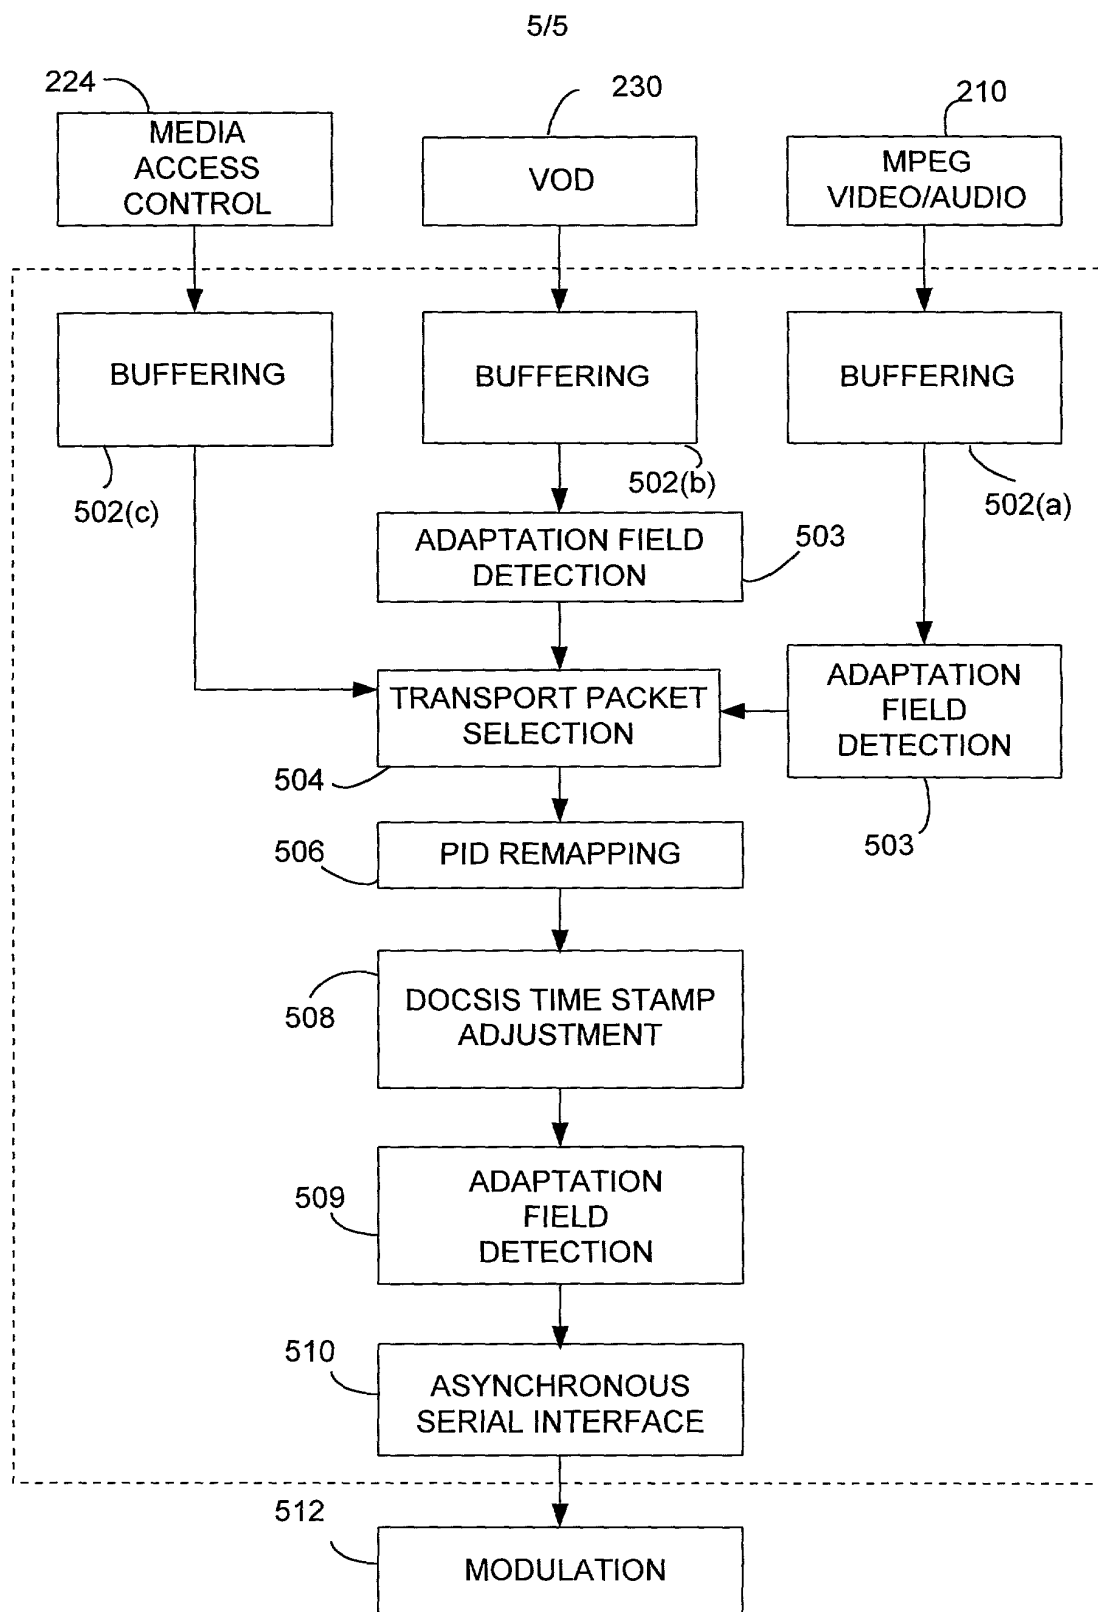 5/5
224
230
210
MEDIA
ACCESS
CONTROL
VOD
MPEG
VIDEO/AUDIO
BUFFERING
BUFFERING
BUFFERING
502(c)
502(b)
502(a)
ADAPTATION FIELD
DETECTION
503
TRANSPORT PACKET
SELECTION
504
ADAPTATION
FIELD
DETECTION
503
506
PID REMAPPING
508
DOCSIS TIME STAMP
ADJUSTMENT
509
ADAPTATION
FIELD
DETECTION
510
ASYNCHRONOUS
SERIAL INTERFACE
512
MODULATION